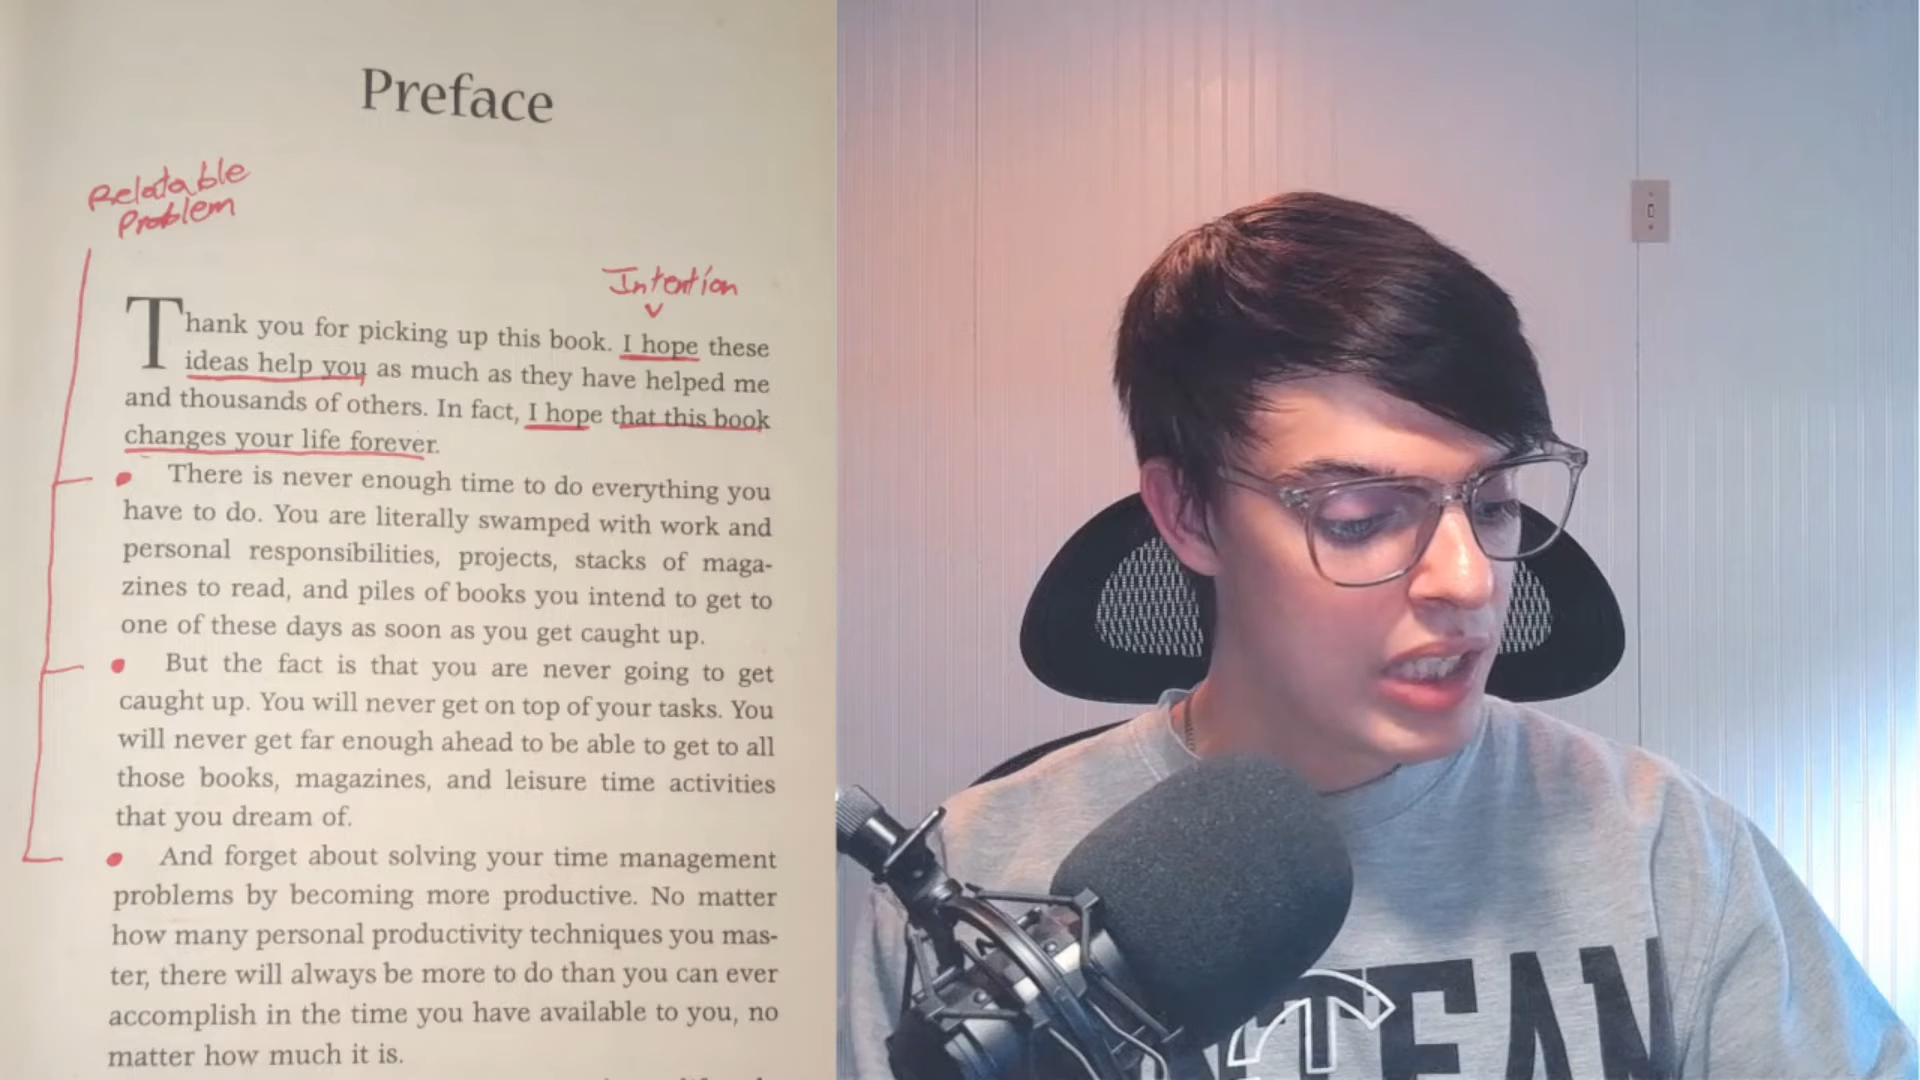 Preface
Relatable
Problem
Intention
Thank you for picking up this book. I hope these
ideas help you as much as they have helped me
and thousands of others. In fact, I hope that this book
changes your life forever.
There is never enough time to do everything you
have to do. You are literally swamped with work and
personal responsibilities, projects, stacks of maga-
zines to read, and piles of books you intend to get to
one of these days as soon as you get caught up.
But the fact is that you are never going to get
caught up. You will never get on top of your tasks. You
will never get far enough ahead to be able to get to all
those books, magazines, and leisure time activities
that you dream of.
And forget about solving your time management
problems by becoming more productive. No matter
how many personal productivity techniques you mas-
ter, there will always be more to do than you can ever
accomplish in the time you have available to you, no
matter how much it is.